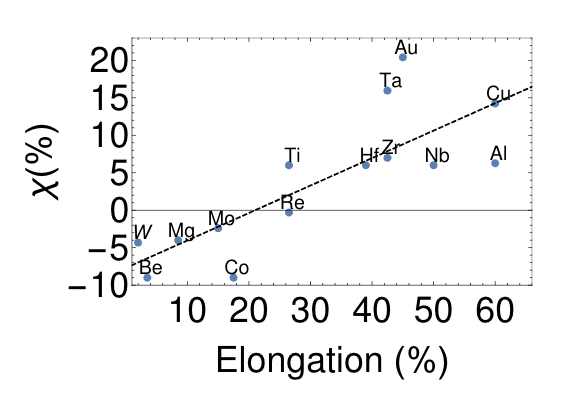 20
15
10
5
0
−5
−10
χ(%)
Au
Ta
Cu
Ti
Hf
Zr
Nb
Al
Re
W
Mg
Mo
Be
Co
10 20 30 40 50 60
Elongation (%)